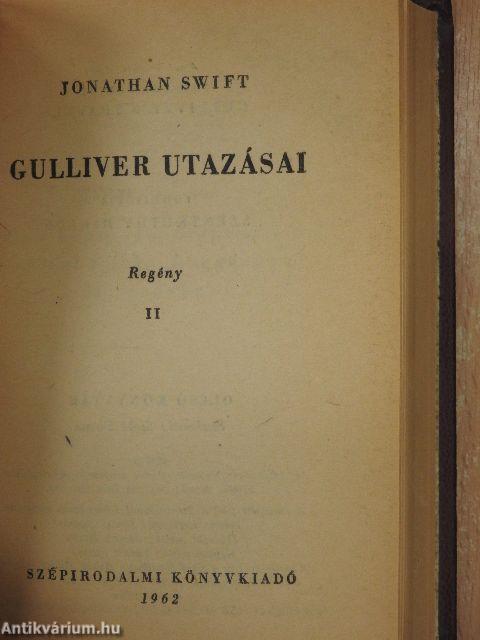 JONATHAN SWIFT
GULLIVER UTAZÁSAI
Regény
II
SZÉPIRODALMI KÖNYVKIADÓ
1962
Antikvárium.hu